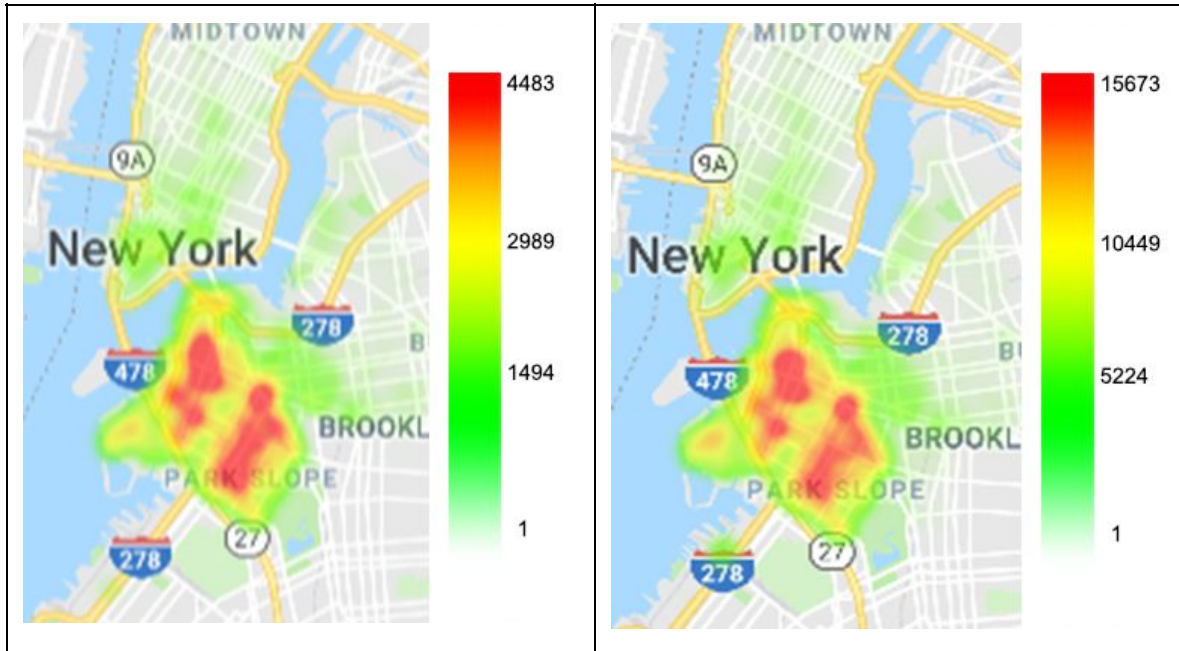 MIDTOWN
4483
9A
2989
New York
278
1494
B
478
BROOKL
PARK SLOPE
1
27
278
MIDTOWN
15673
9A
10449
New York
278
BU
5224
478
BROOKL
PARK SLOPE
1
27
278